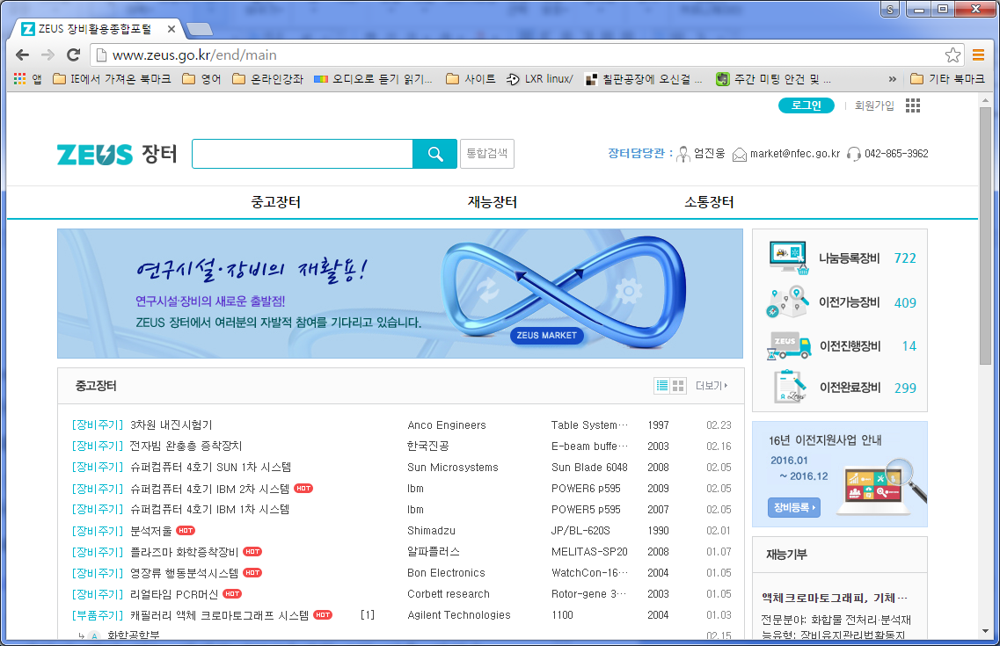 S
ZEUS 장비활용종합포털
www.zeus.go.kr/end/main
앱 IE에서 가져온 북마크 영어 온라인강좌 오디오로 듣기 읽기... 사이트 LXR linux/ 칠판공장에 오신걸 ... 주간 미팅 안건 및 ... » 기타 북마크
로그인 회원가입
ZEUS 장터 통합검색 장터담당관 : 엄진웅 market@nfec.go.kr 042-865-3962
중고장터 재능장터 소통장터
연구시설·장비의 재활용!
연구시설·장비의 새로운 출발점!
ZEUS 장터에서 여러분의 자발적 참여를 기다리고 있습니다.
ZEUS MARKET
나눔등록장비 722
이전가능장비 409
ZEUS
이전진행장비 14
Zeus
이전완료장비 299
중고장터 더보기
[장비주기] 3차원 내진시험기 Anco Engineers Table System… 1997 02.23
[장비주기] 전자빔 완충층 증착장치 한국진공 E-beam buffe… 2003 02.16
[장비주기] 슈퍼컴퓨터 4호기 SUN 1차 시스템 Sun Microsystems Sun Blade 6048 2008 02.05
[장비주기] 슈퍼컴퓨터 4호기 IBM 2차 시스템 HOT Ibm POWER6 p595 2009 02.05
[장비주기] 슈퍼컴퓨터 4호기 IBM 1차 시스템 Ibm POWER5 p595 2007 02.05
[장비주기] 분석저울 HOT Shimadzu JP/BL-620S 1990 02.01
[장비주기] 플라즈마 화학증착장비 HOT 알파플러스 MELITAS-SP20 2008 01.07
[장비주기] 영장류 행동분석시스템 HOT Bon Electronics WatchCon-16… 2004 01.05
[장비주기] 리얼타임 PCR머신 HOT Corbett research Rotor-gene 3… 2003 01.05
[부품주기] 캐필러리 액체 크로마토그래프 시스템 HOT [1] Agilent Technologies 1100 2004 01.03
A 화학공학부 02.15
16년 이전지원사업 안내
2016.01
~ 2016.12
장비등록
재능기부
액체크로마토그래피, 기체…
전문분야: 화합물 전처리·분석재
능유형: 장비유지관리법활동지